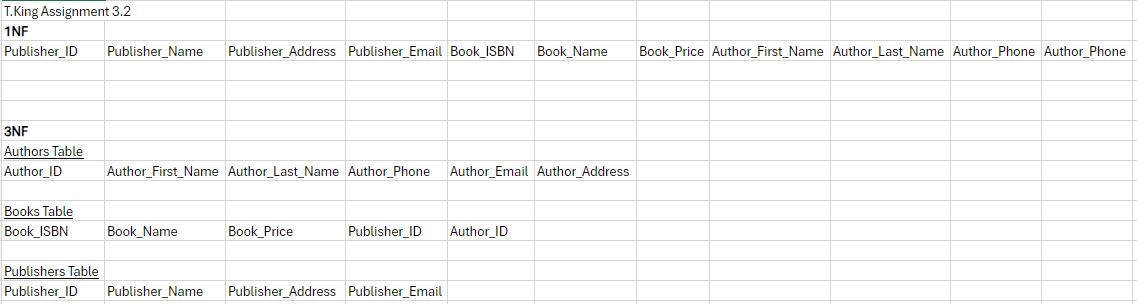 T.King Assignment 3.2
1NF
Publisher_ID Publisher_Name Publisher_Address Publisher_Email Book_ISBN Book_Name Book_Price Author_First_Name Author_Last_Name Author_Phone Author_Phone
3NF
Authors Table
Author_ID Author_First_Name Author_Last_Name Author_Phone Author_Email Author_Address
Books Table
Book_ISBN Book_Name Book_Price Publisher_ID Author_ID
Publishers Table
Publisher_ID Publisher_Name Publisher_Address Publisher_Email